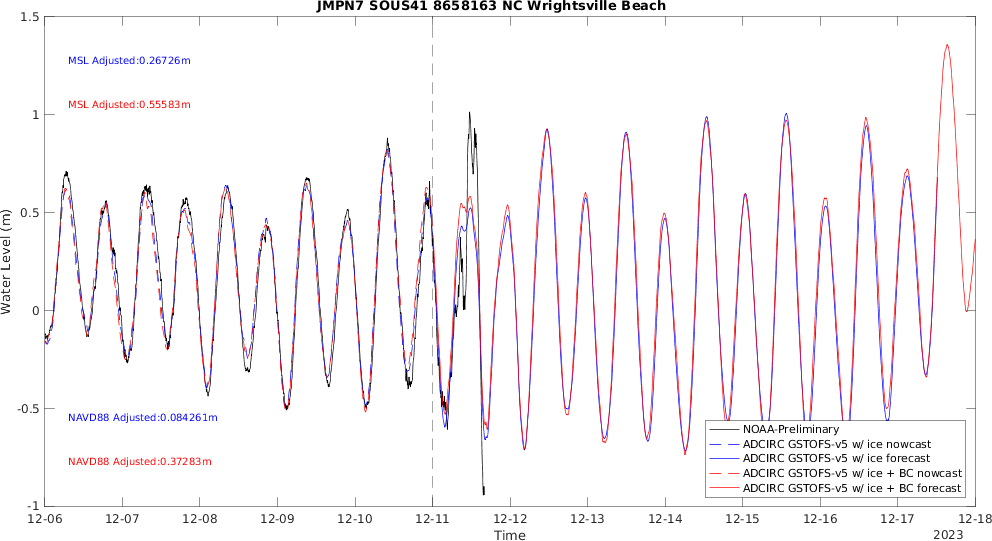 JMPN7 SOUS41 8658163 NC Wrightsville Beach
1.5
1
0.5
0
-0.5
-1
Water Level (m)
MSL Adjusted:0.26726m
MSL Adjusted:0.55583m
NAVD88 Adjusted:0.084261m
NAVD88 Adjusted:0.37283m
NOAA-Preliminary
ADCIRC GSTOFS-v5 w/ ice nowcast
ADCIRC GSTOFS-v5 w/ ice forecast
ADCIRC GSTOFS-v5 w/ ice + BC nowcast
ADCIRC GSTOFS-v5 w/ ice + BC forecast
12-06 12-07 12-08 12-09 12-10 12-11 12-12 12-13 12-14 12-15 12-16 12-17 12-18
Time
2023